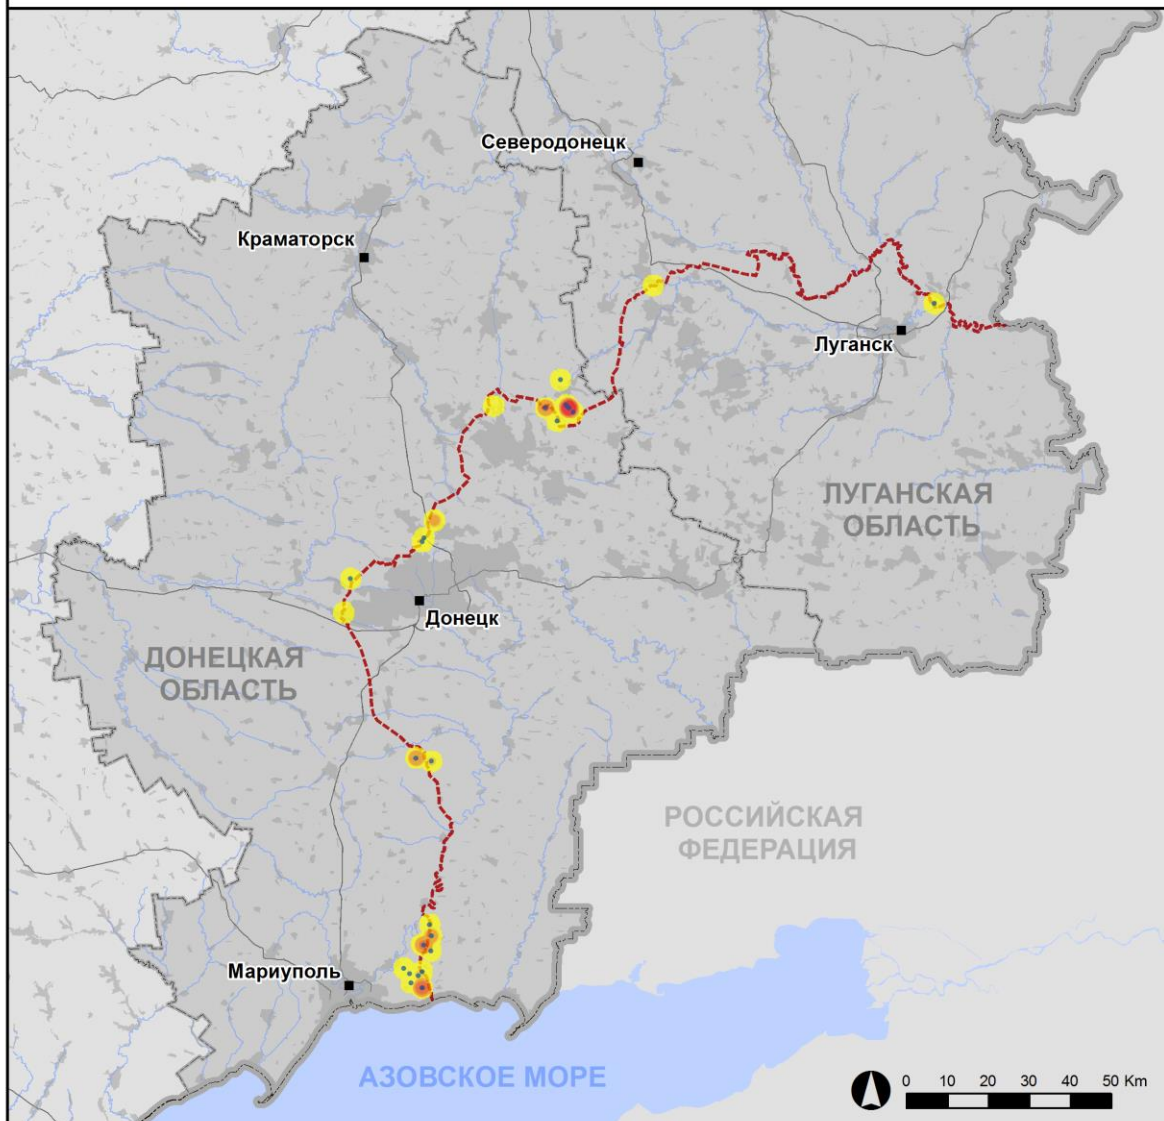 Северодонецк
Краматорск
Луганск
ЛУГАНСКАЯ
ОБЛАСТЬ
Донецк
ДОНЕЦКАЯ
ОБЛАСТЬ
РОССИЙСКАЯ
ФЕДЕРАЦИЯ
Мариуполь
АЗОВСКОЕ МОРЕ
0 10 20 30 40 50 Km